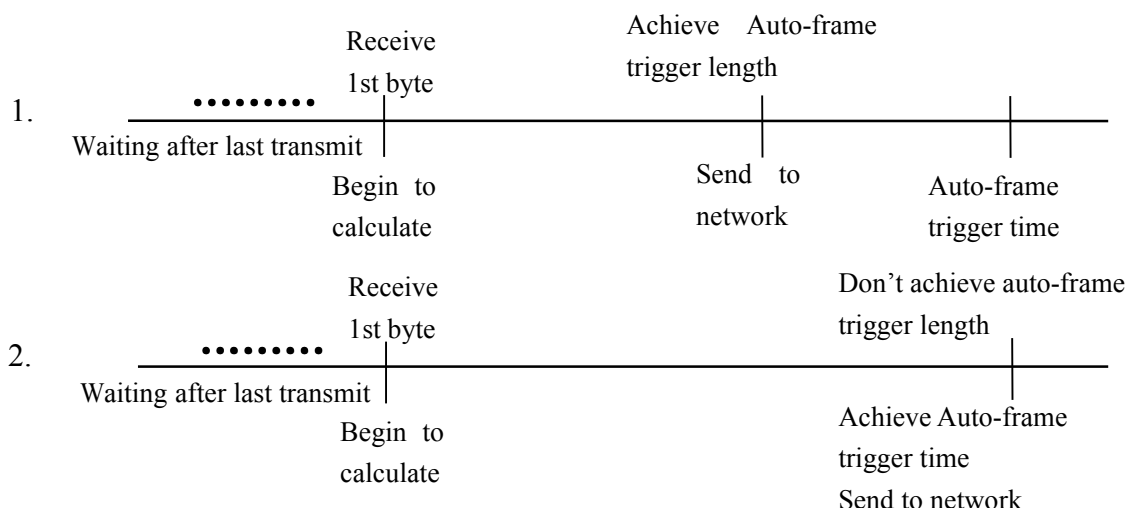 Receive
1st byte
Achieve Auto-frame
trigger length
1.
Waiting after last transmit
Begin to
calculate
Send to
network
Auto-frame
trigger time
Receive
1st byte
Don’t achieve auto-frame
trigger length
2.
Waiting after last transmit
Begin to
calculate
Achieve Auto-frame
trigger time
Send to network